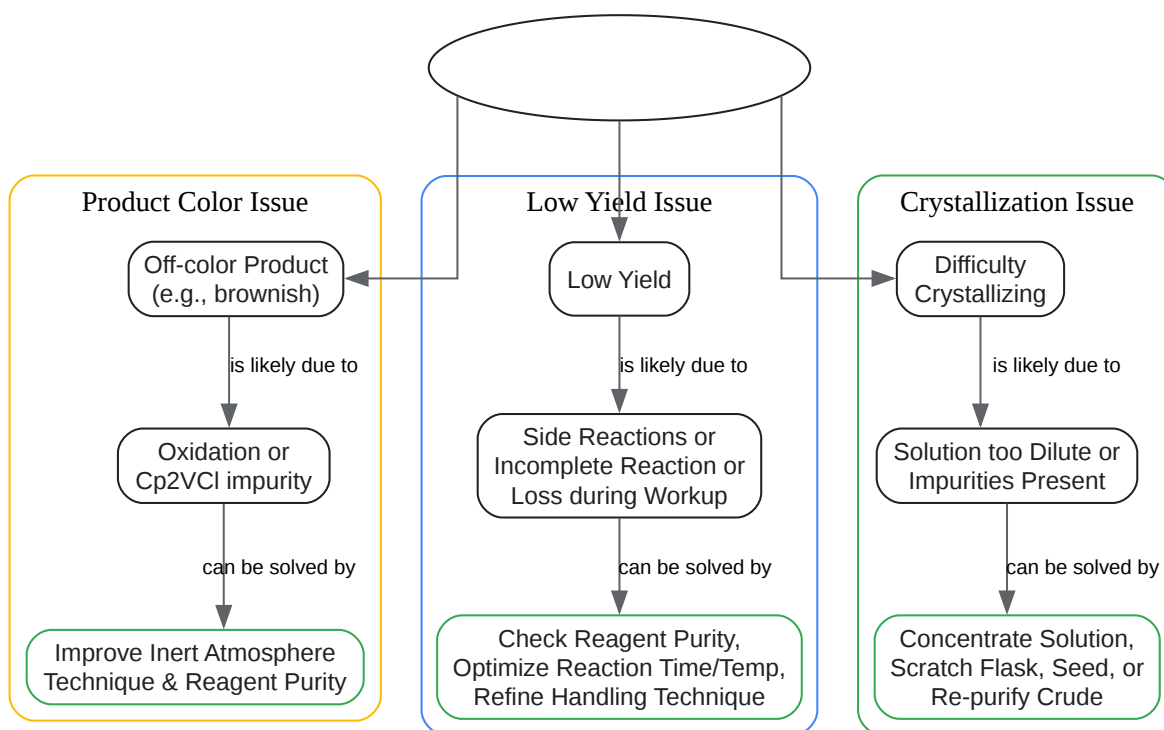 Product Color Issue
Off-color Product
(e.g., brownish)
is likely due to
Oxidation or
Cp2VCl impurity
can be solved by
Improve Inert Atmosphere
Technique & Reagent Purity
Low Yield Issue
Low Yield
is likely due to
Side Reactions or
Incomplete Reaction or
Loss during Workup
can be solved by
Check Reagent Purity,
Optimize Reaction Time/Temp,
Refine Handling Technique
Crystallization Issue
Difficulty
Crystallizing
is likely due to
Solution too Dilute or
Impurities Present
can be solved by
Concentrate Solution,
Scratch Flask, Seed, or
Re-purify Crude